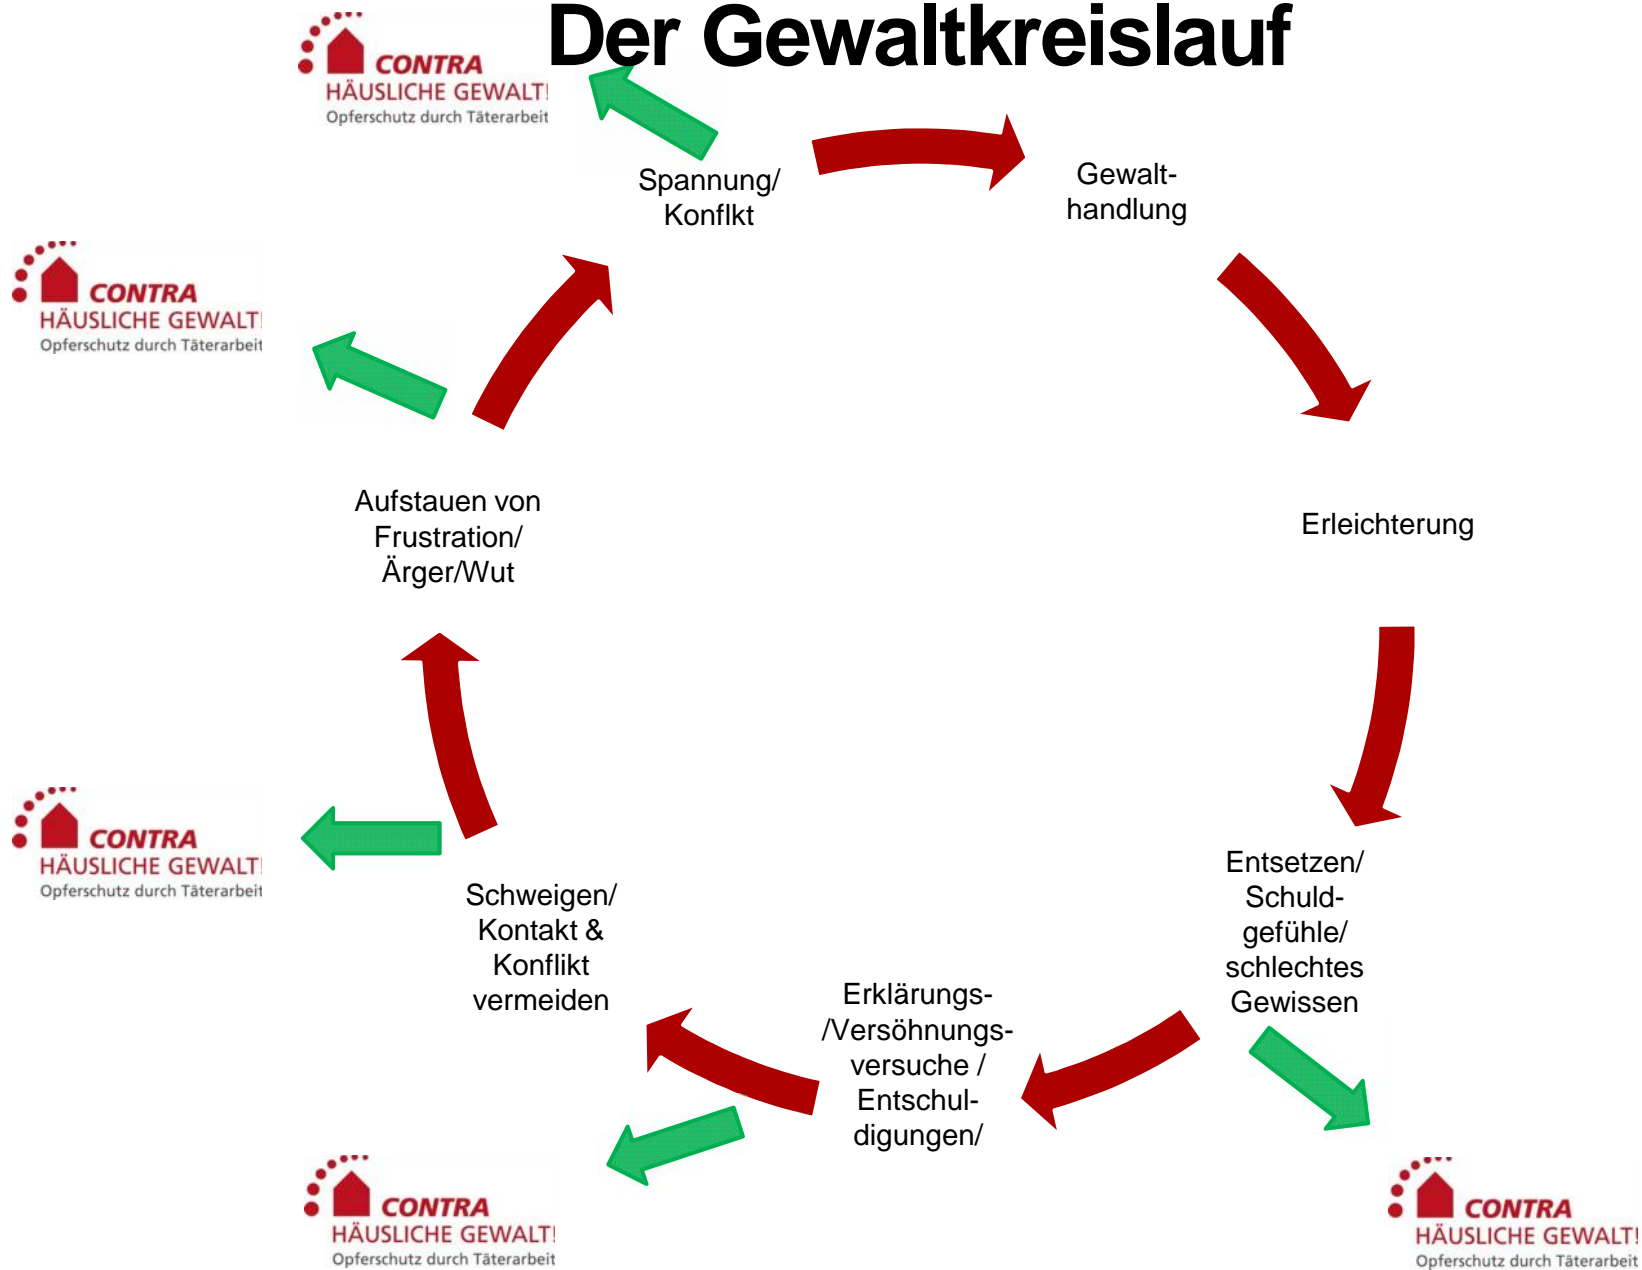 Der Gewaltkreislauf
CONTRA
HÄUSLICHE GEWALT!
Opferschutz durch Täterarbeit
Spannung/
Konflkt
Gewalt-
handlung
CONTRA
HÄUSLICHE GEWALT!
Opferschutz durch Täterarbeit
Aufstauen von
Frustration/
Ärger/Wut
Erleichterung
CONTRA
HÄUSLICHE GEWALT!
Opferschutz durch Täterarbeit
Schweigen/
Kontakt &
Konflikt
vermeiden
Entsetzen/
Schuld-
gefühle/
schlechtes
Gewissen
Erklärungs-
/Versöhnungs-
versuche /
Entschul-
digungen/
CONTRA
HÄUSLICHE GEWALT!
Opferschutz durch Täterarbeit
CONTRA
HÄUSLICHE GEWALT!
Opferschutz durch Täterarbeit